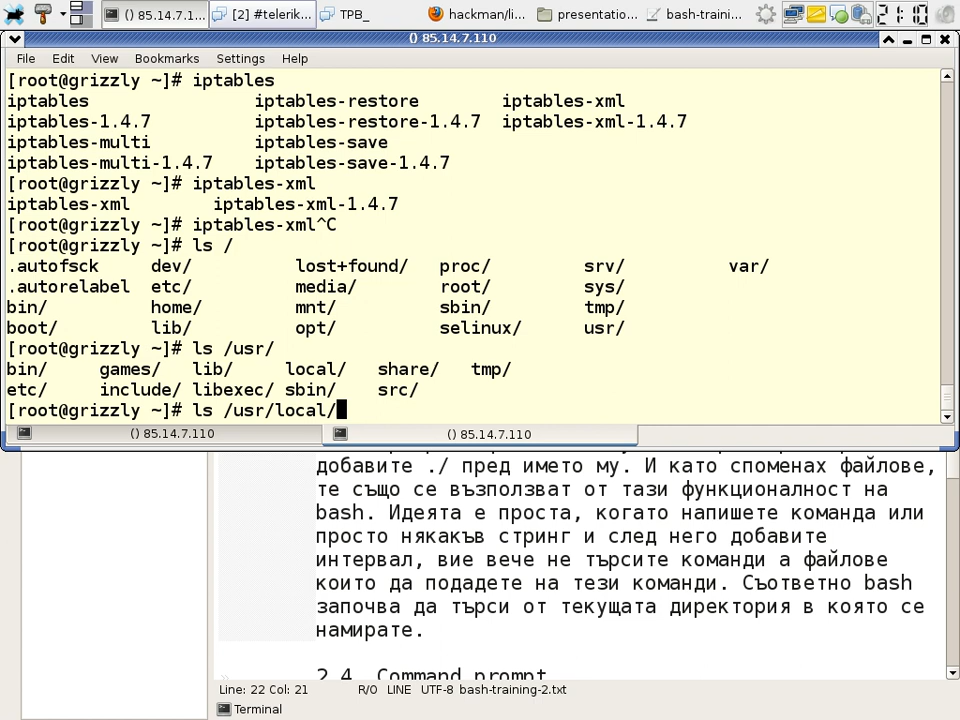 () 85.14.7.1...
[2] #telerik...
TPB_
hackman/li...
presentatio...
bash-traini...
21:10
() 85.14.7.110
File Edit View Bookmarks Settings Help
[root@grizzly ~]# iptables
iptables iptables-restore iptables-xml
iptables-1.4.7 iptables-restore-1.4.7 iptables-xml-1.4.7
iptables-multi iptables-save
iptables-multi-1.4.7 iptables-save-1.4.7
[root@grizzly ~]# iptables-xml
iptables-xml iptables-xml-1.4.7
[root@grizzly ~]# iptables-xml^C
[root@grizzly ~]# ls /
.autofsck dev/ lost+found/ proc/ srv/ var/
.autorelabel etc/ media/ root/ sys/
bin/ home/ mnt/ sbin/ tmp/
boot/ lib/ opt/ selinux/ usr/
[root@grizzly ~]# ls /usr/
bin/ games/ lib/ local/ share/ tmp/
etc/ include/ libexec/ sbin/ src/
[root@grizzly ~]# ls /usr/local/
() 85.14.7.110
() 85.14.7.110
добавите ./ пред името му. И като споменах файлове,
те също се възползват от тази функционалност на
bash. Идеята е проста, когато напишете команда или
просто някакъв стринг и след него добавите
интервал, вие вече не търсите команди а файлове
които да подадете на тези команди. Съответно bash
започва да търси от текущата директория в която се
намирате.
2.4. Command prompt
Line: 22 Col: 21 R/O LINE UTF-8 bash-training-2.txt
Terminal